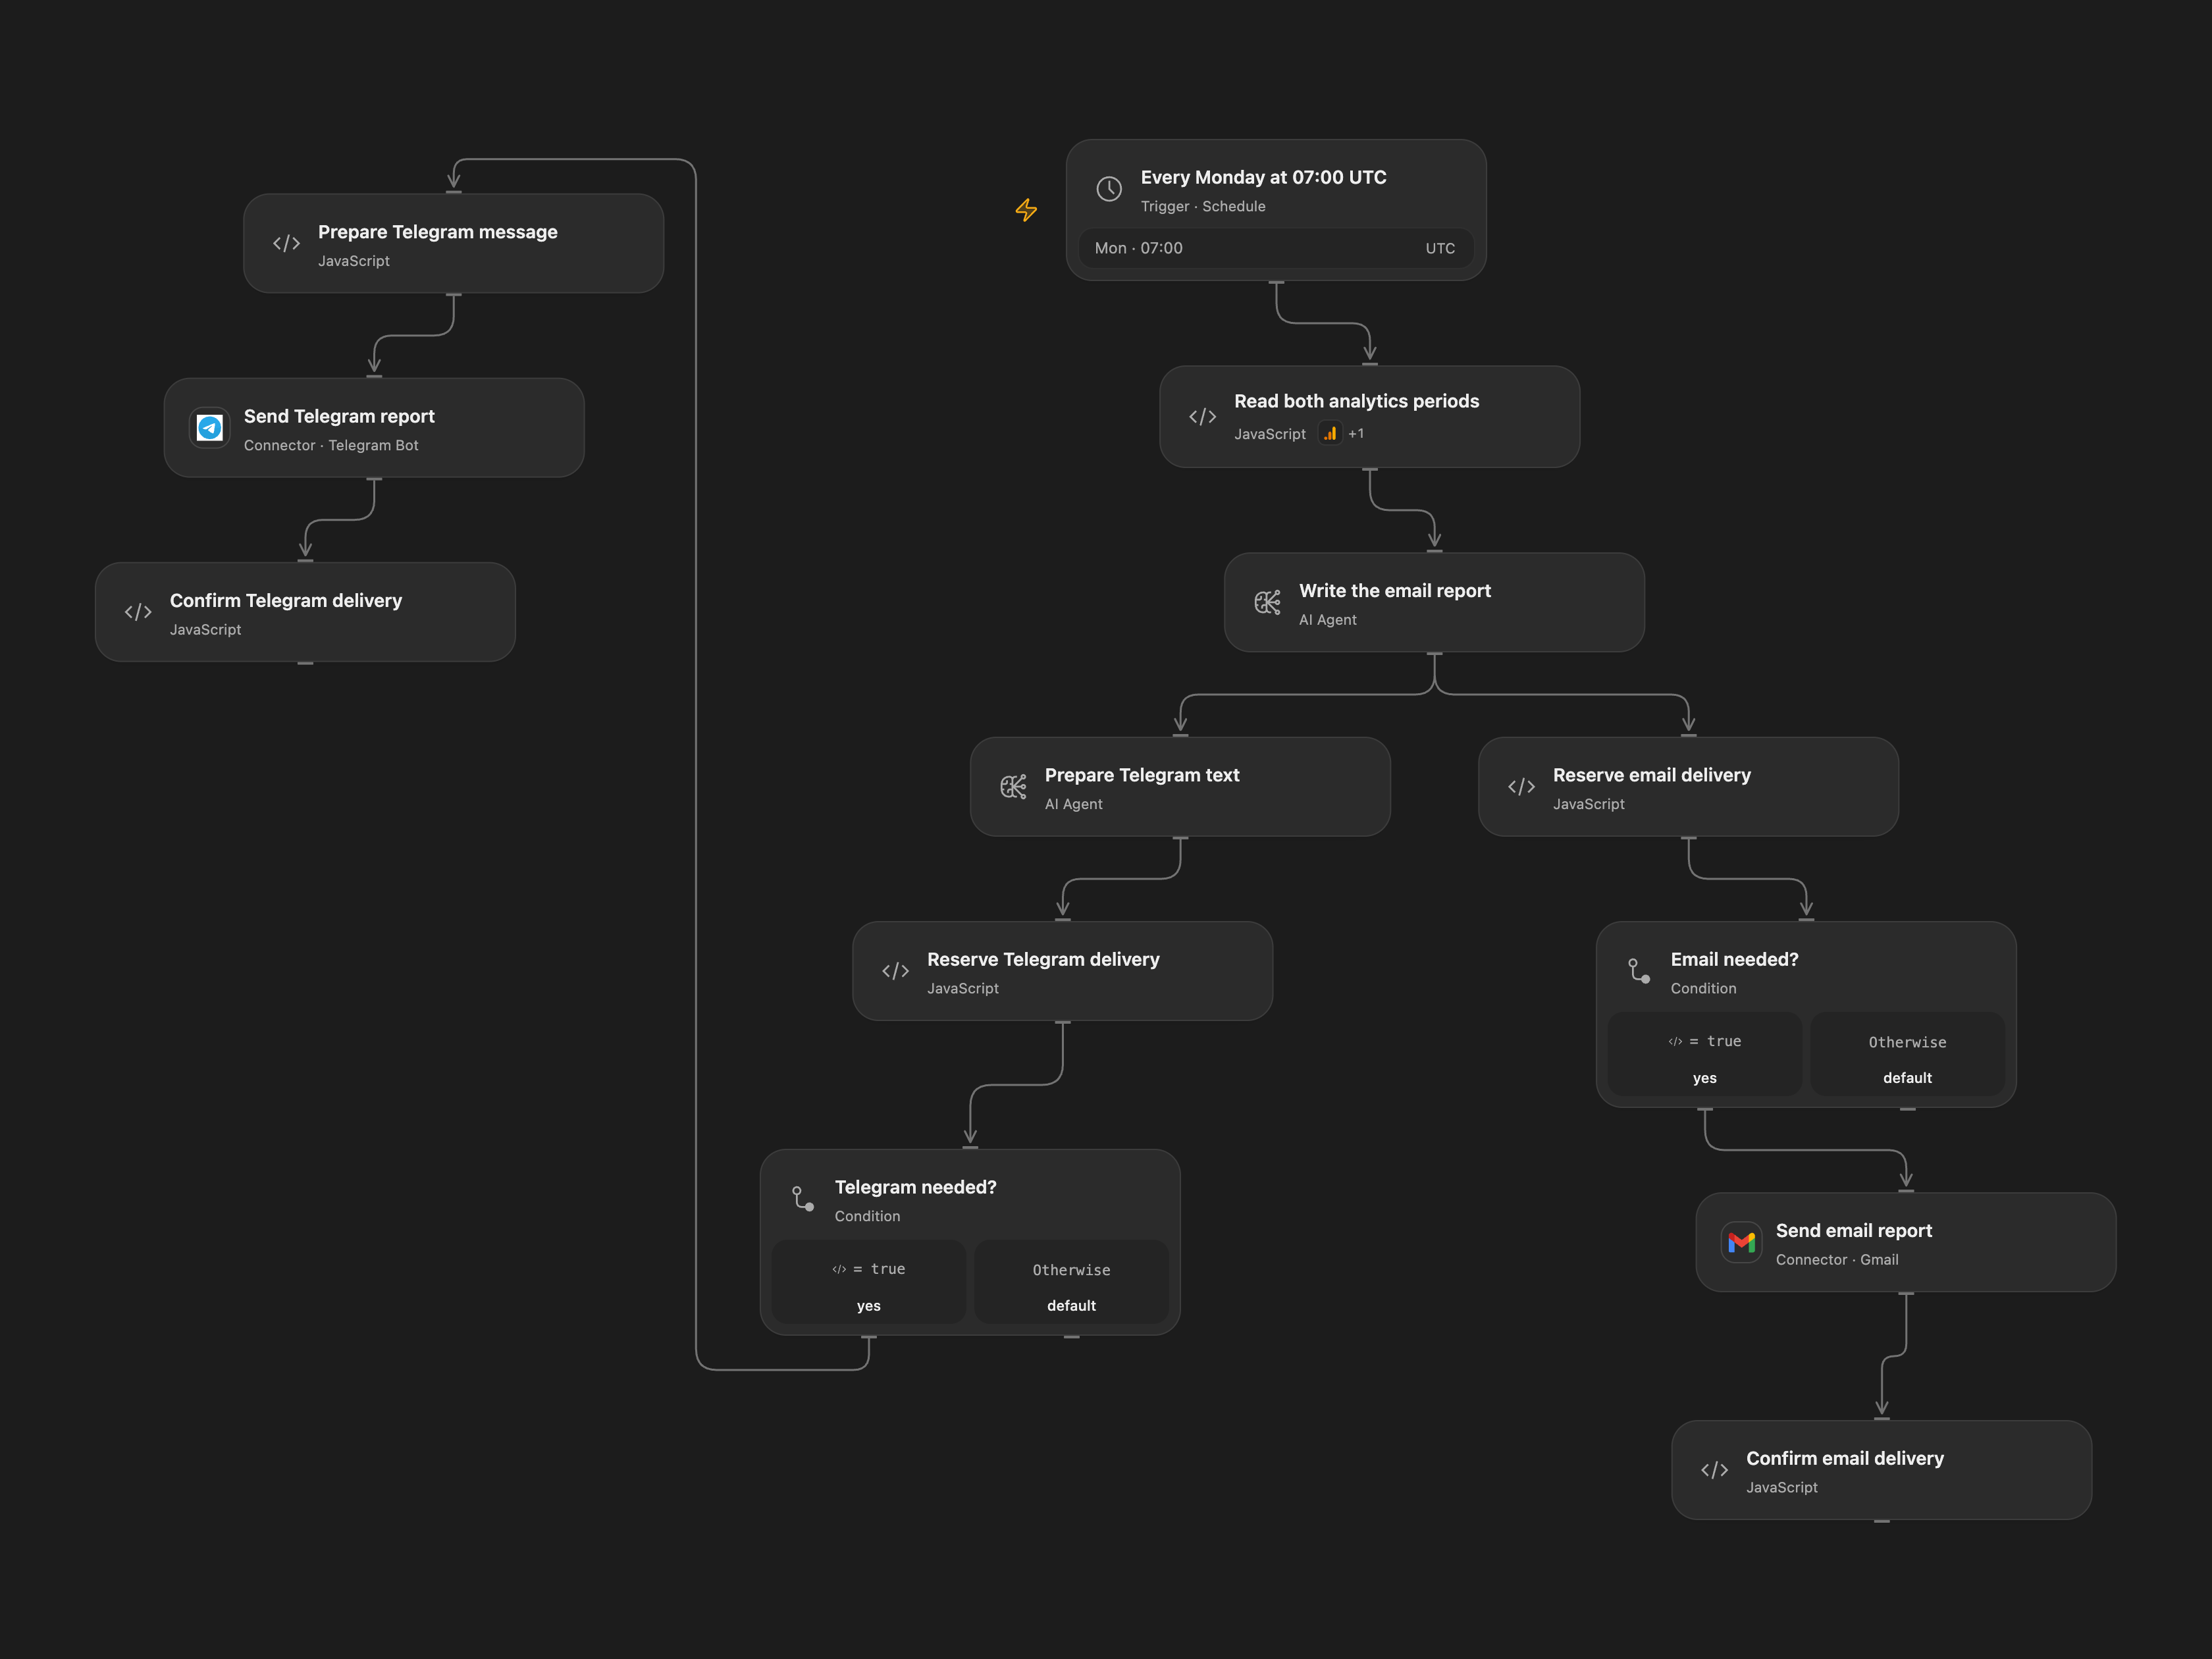 Every Monday at 07:00 UTC
Trigger · Schedule
Mon · 07:00 UTC
Read both analytics periods
JavaScript +1
Write the email report
AI Agent
Prepare Telegram text
AI Agent
Reserve Telegram delivery
JavaScript
Telegram needed?
Condition
</> = true Otherwise
yes default
Prepare Telegram message
JavaScript
Send Telegram report
Connector · Telegram Bot
Confirm Telegram delivery
JavaScript
Reserve email delivery
JavaScript
Email needed?
Condition
</> = true Otherwise
yes default
Send email report
Connector · Gmail
Confirm email delivery
JavaScript